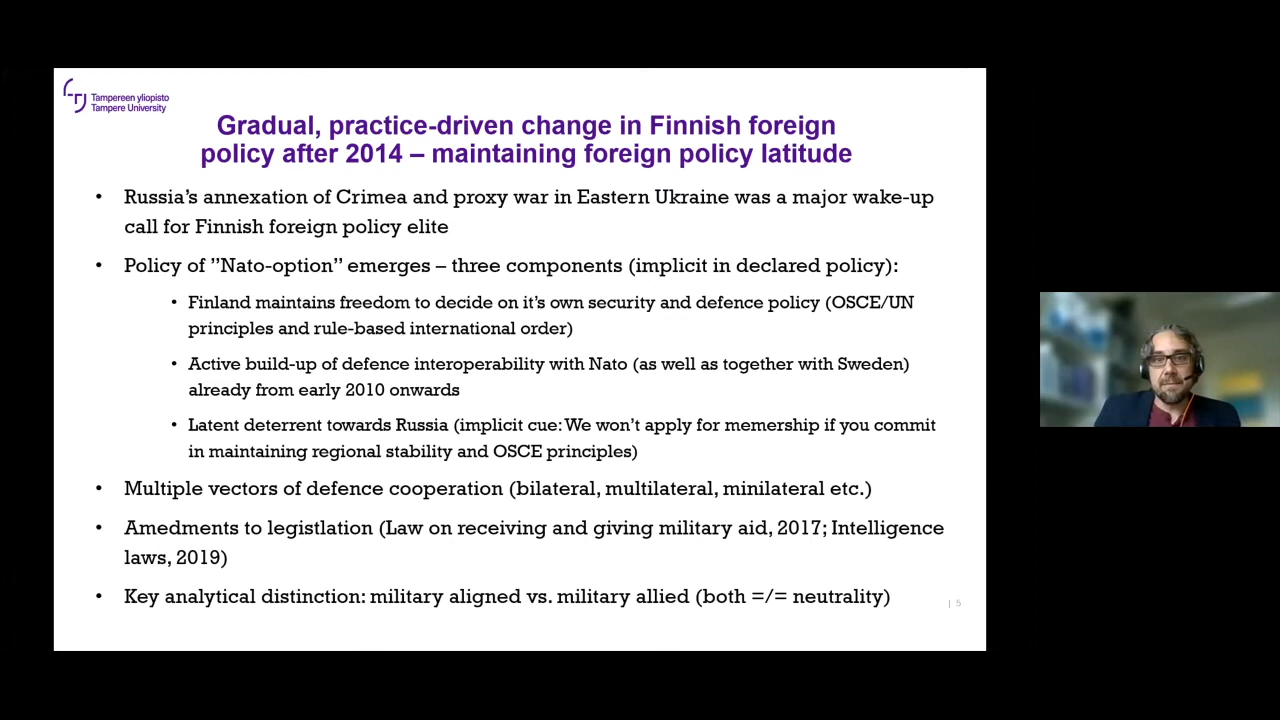 Tampereen yliopisto
Tampere University
Gradual, practice-driven change in Finnish foreign
policy after 2014 – maintaining foreign policy latitude
• Russia's annexation of Crimea and proxy war in Eastern Ukraine was a major wake-up
call for Finnish foreign policy elite
• Policy of ”Nato-option” emerges – three components (implicit in declared policy):
• Finland maintains freedom to decide on it's own security and defence policy (OSCE/UN
principles and rule-based international order)
• Active build-up of defence interoperability with Nato (as well as together with Sweden)
already from early 2010 onwards
• Latent deterrent towards Russia (implicit cue: We won't apply for memership if you commit
in maintaining regional stability and OSCE principles)
• Multiple vectors of defence cooperation (bilateral, multilateral, minilateral etc.)
• Amedments to legistlation (Law on receiving and giving military aid, 2017; Intelligence
laws, 2019)
• Key analytical distinction: military aligned vs. military allied (both =/= neutrality)
| 5